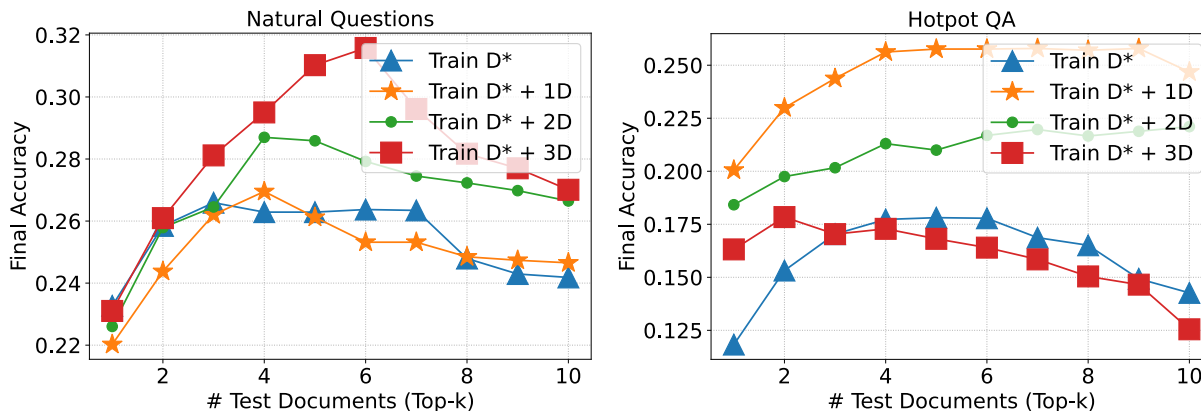 Natural Questions
0.32
0.30
0.28
0.26
0.24
0.22
Final Accuracy
2 4 6 8 10
# Test Documents (Top-k)
Train D*
Train D* + 1D
Train D* + 2D
Train D* + 3D
Hotpot QA
0.250
0.225
0.200
0.175
0.150
0.125
Final Accuracy
2 4 6 8 10
# Test Documents (Top-k)
Train D*
Train D* + 1D
Train D* + 2D
Train D* + 3D